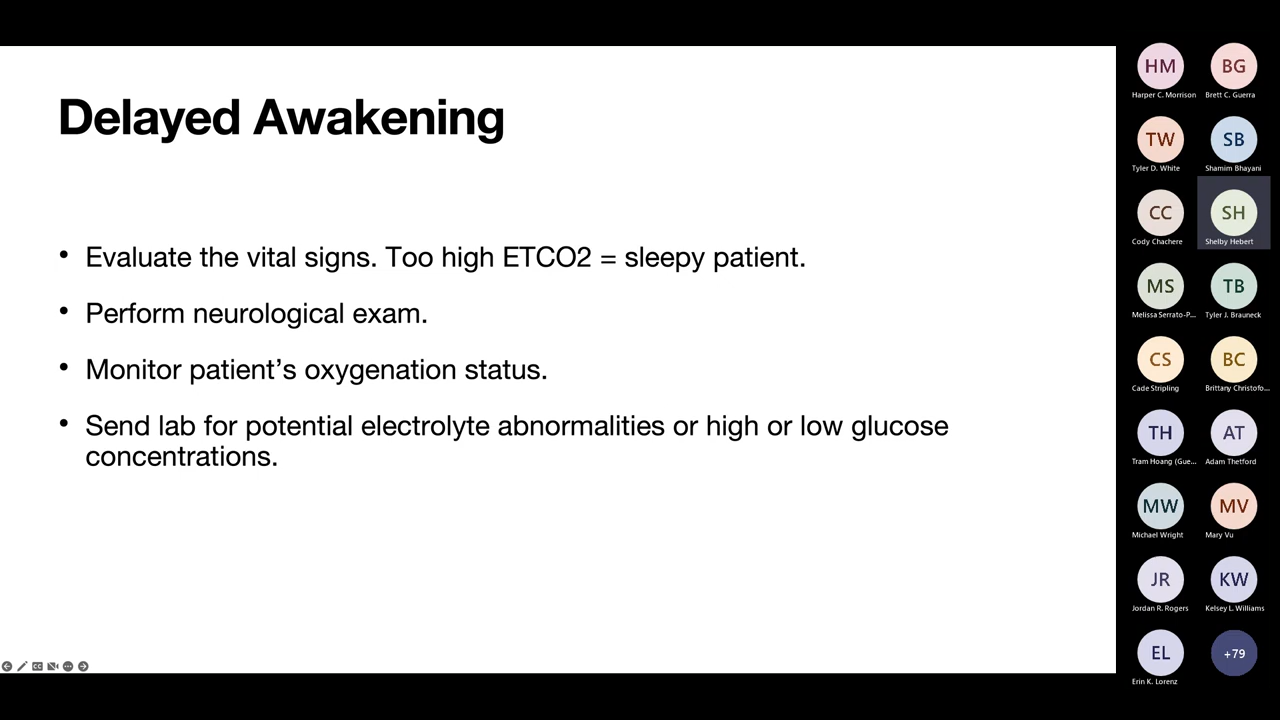 Delayed Awakening
• Evaluate the vital signs. Too high ETCO2 = sleepy patient.
• Perform neurological exam.
• Monitor patient’s oxygenation status.
• Send lab for potential electrolyte abnormalities or high or low glucose
concentrations.
HM BG
Harper C. Morrison Brett C. Guerra
TW SB
Tyler D. White Shamim Bhayani
CC SH
Cody Chachere Shelby Hebert
MS TB
Melissa Serrato-P... Tyler J. Brauneck
CS BC
Cade Stripling Brittany Christofo...
TH AT
Tram Hoang (Gue... Adam Thetford
MW MV
Michael Wright Mary Vu
JR KW
Jordan R. Rogers Kelsey L. Williams
EL +79
Erin K. Lorenz